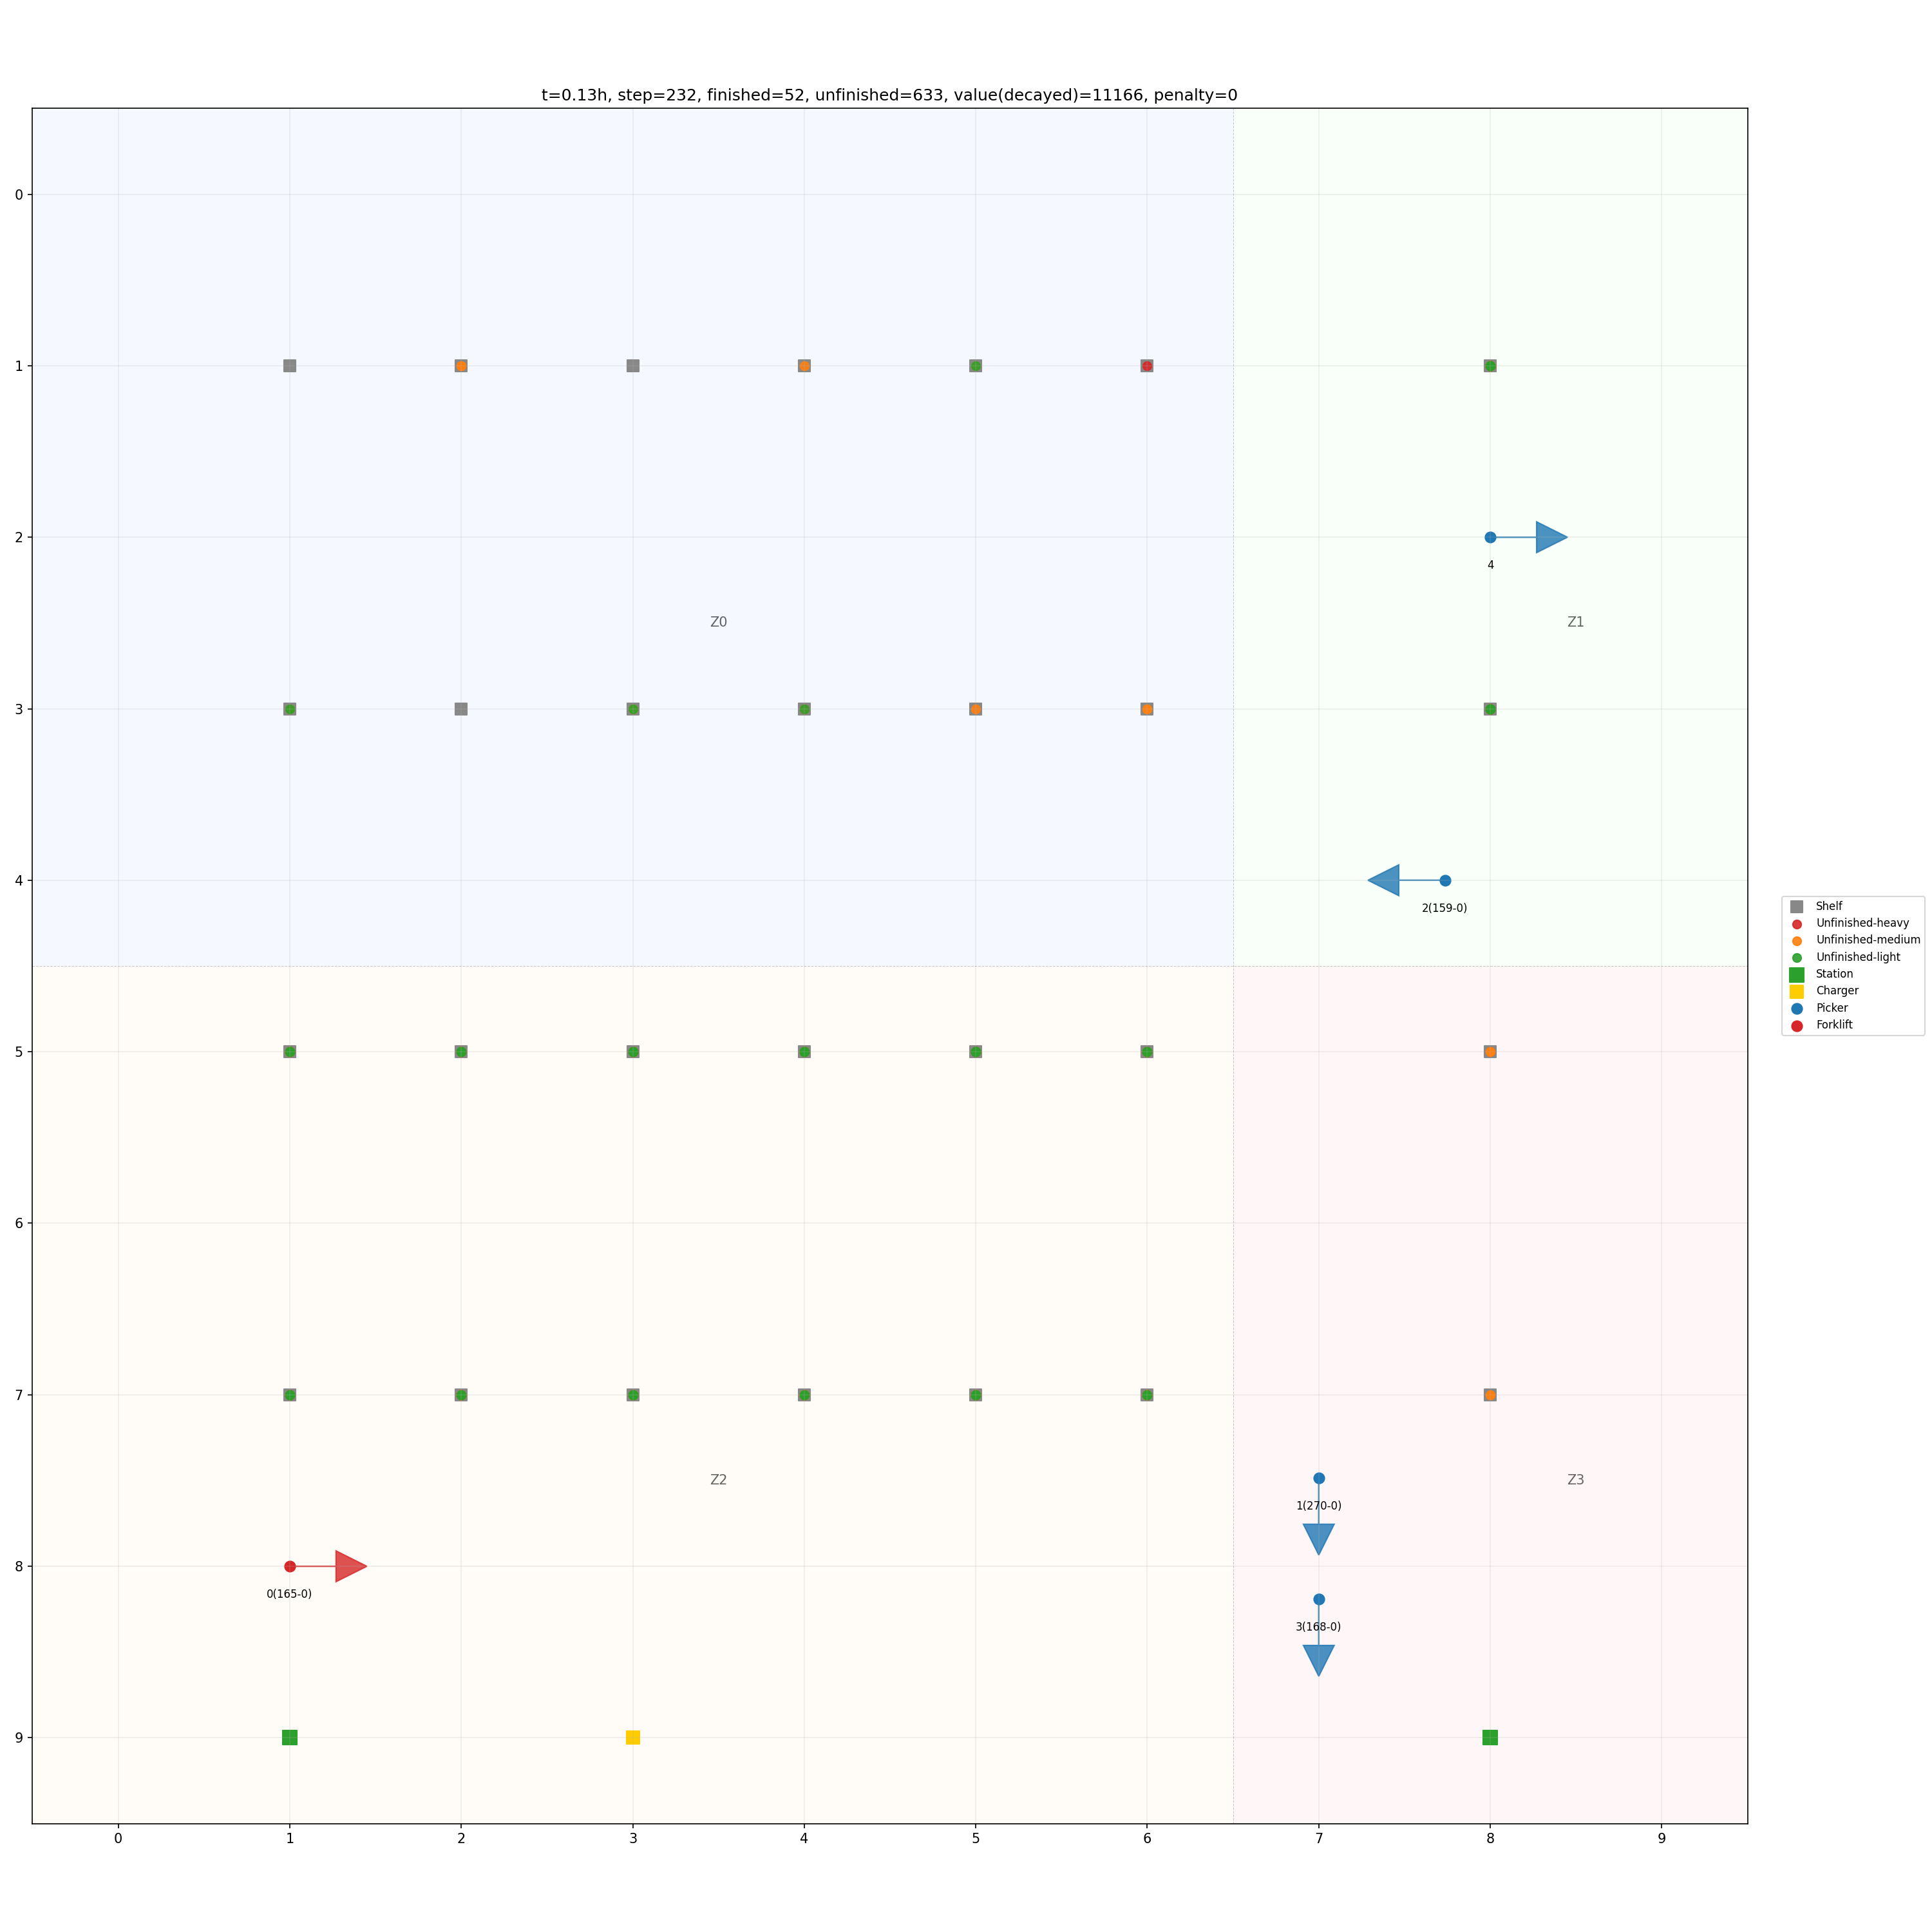 t=0.13h, step=232, finished=52, unfinished=633, value(decayed)=11166, penalty=0
0
1
4
2
Z0
Z1
3
4
2(159-0)
Shelf
Unfinished-heavy
Unfinished-medium
Unfinished-light
Station
Charger
Picker
Forklift
5
6
7
Z2
Z3
1(270-0)
8
0(165-0)
3(168-0)
9
0 1 2 3 4 5 6 7 8 9